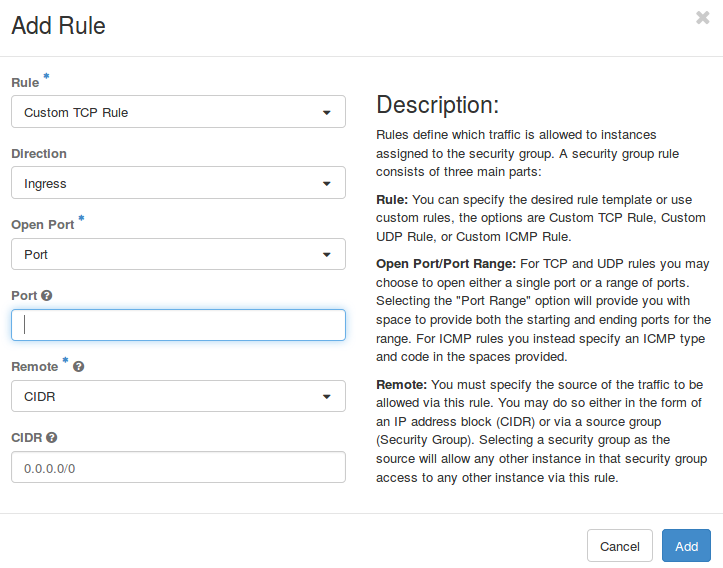 Add Rule
Rule *
Custom TCP Rule
Direction
Ingress
Open Port *
Port
Port
Remote *
CIDR
CIDR
0.0.0.0/0
Description:
Rules define which traffic is allowed to instances
assigned to the security group. A security group rule
consists of three main parts:
Rule: You can specify the desired rule template or use
custom rules, the options are Custom TCP Rule, Custom
UDP Rule, or Custom ICMP Rule.
Open Port/Port Range: For TCP and UDP rules you may
choose to open either a single port or a range of ports.
Selecting the "Port Range" option will provide you with
space to provide both the starting and ending ports for the
range. For ICMP rules you instead specify an ICMP type
and code in the spaces provided.
Remote: You must specify the source of the traffic to be
allowed via this rule. You may do so either in the form of
an IP address block (CIDR) or via a source group
(Security Group). Selecting a security group as the
source will allow any other instance in that security group
access to any other instance via this rule.
Cancel
Add